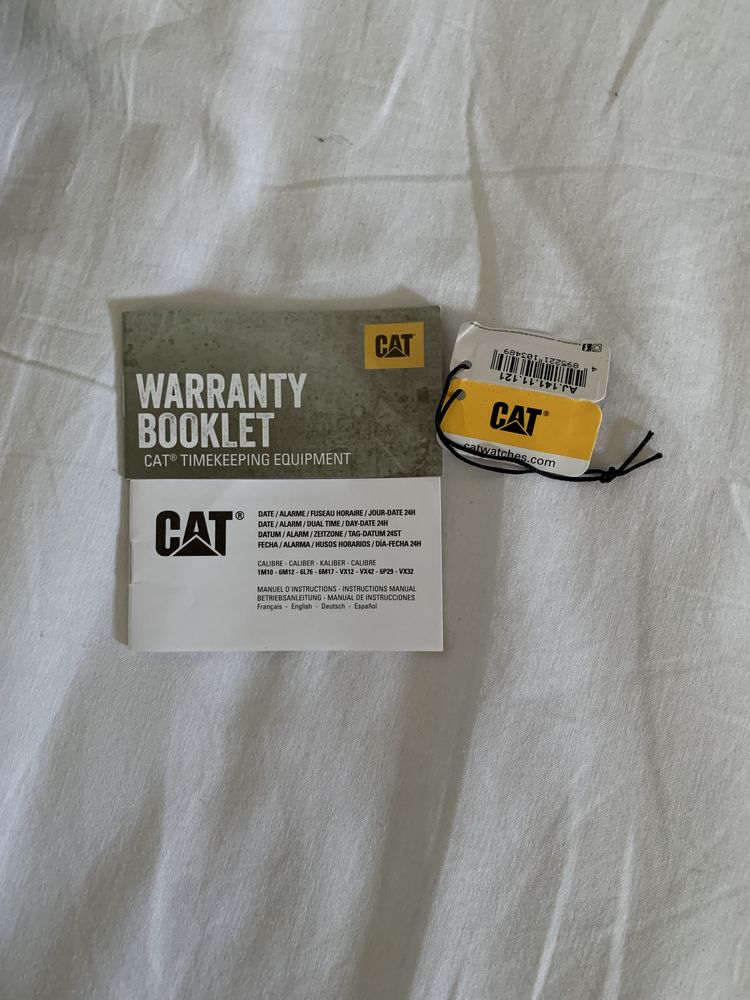 CAT®
WARRANTY
BOOKLET
CAT® TIMEKEEPING EQUIPMENT
CAT®
DATE / ALARME / FUSEAU HORAIRE / JOUR-DATE 24H
DATE / ALARM / DUAL TIME / DAY-DATE 24H
DATUM / ALARM / ZEITZONE / TAG-DATUM 24ST
FECHA / ALARMA / HUSOS HORARIOS / DÍA-FECHA 24H
CALIBRE - CALIBER - KALIBER - CALIBRE
1M10 - 6M12 - 6L76 - 6M17 - VX12 - VX42 - 6P29 - VX32
MANUEL D'INSTRUCTIONS - INSTRUCTIONS MANUAL
BETRIEBSANLEITUNG - MANUAL DE INSTRUCCIONES
Français - English - Deutsch - Español
AJ.141.11.121
4 895221 103489
CAT®
catwatches.com